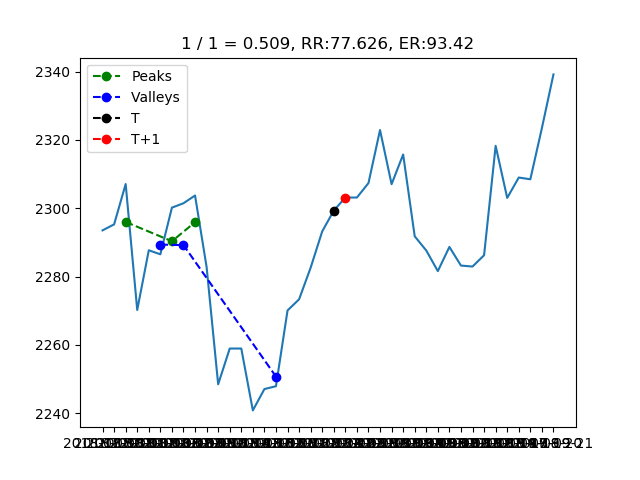 1 / 1 = 0.509, RR:77.626, ER:93.42
Peaks
Valleys
T
T+1
2340
2320
2300
2280
2260
2240